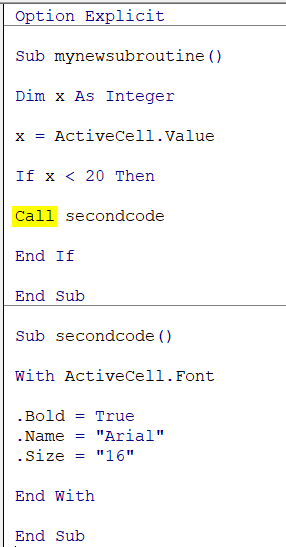 Option Explicit
Sub mynewsubroutine()
Dim x As Integer
x = ActiveCell.Value
If x < 20 Then
Call secondcode
End If
End Sub
Sub secondcode()
With ActiveCell.Font
.Bold = True
.Name = "Arial"
.Size = "16"
End With
End Sub